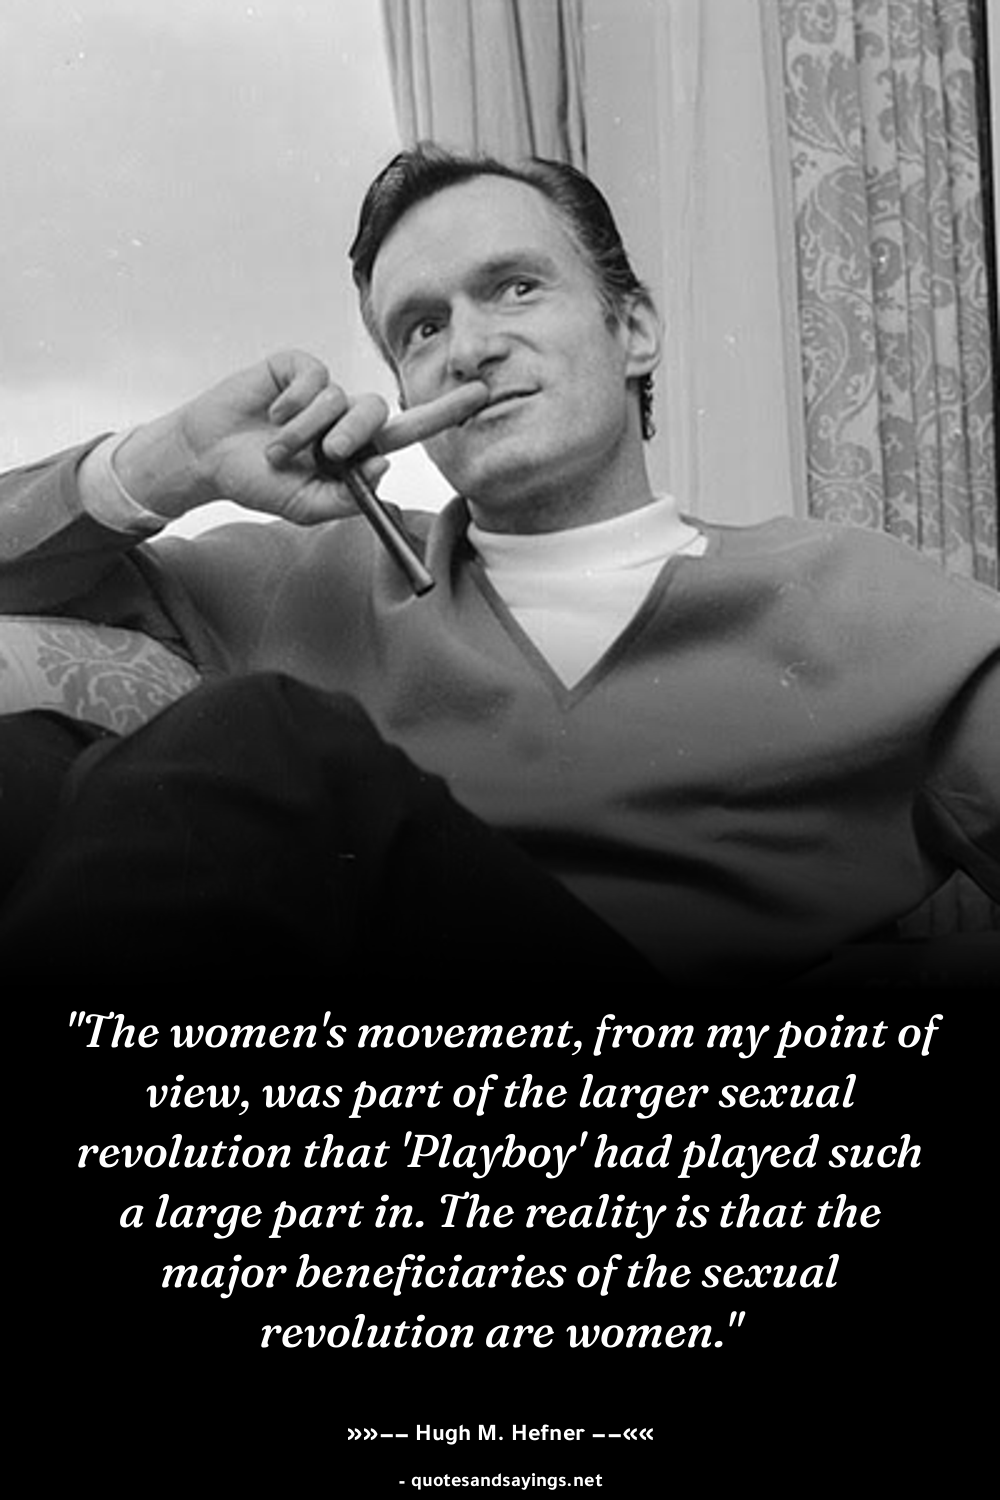 "The women's movement, from my point of
view, was part of the larger sexual
revolution that 'Playboy' had played such
a large part in. The reality is that the
major beneficiaries of the sexual
revolution are women."
»»–– Hugh M. Hefner ––««
- quotesandsayings.net